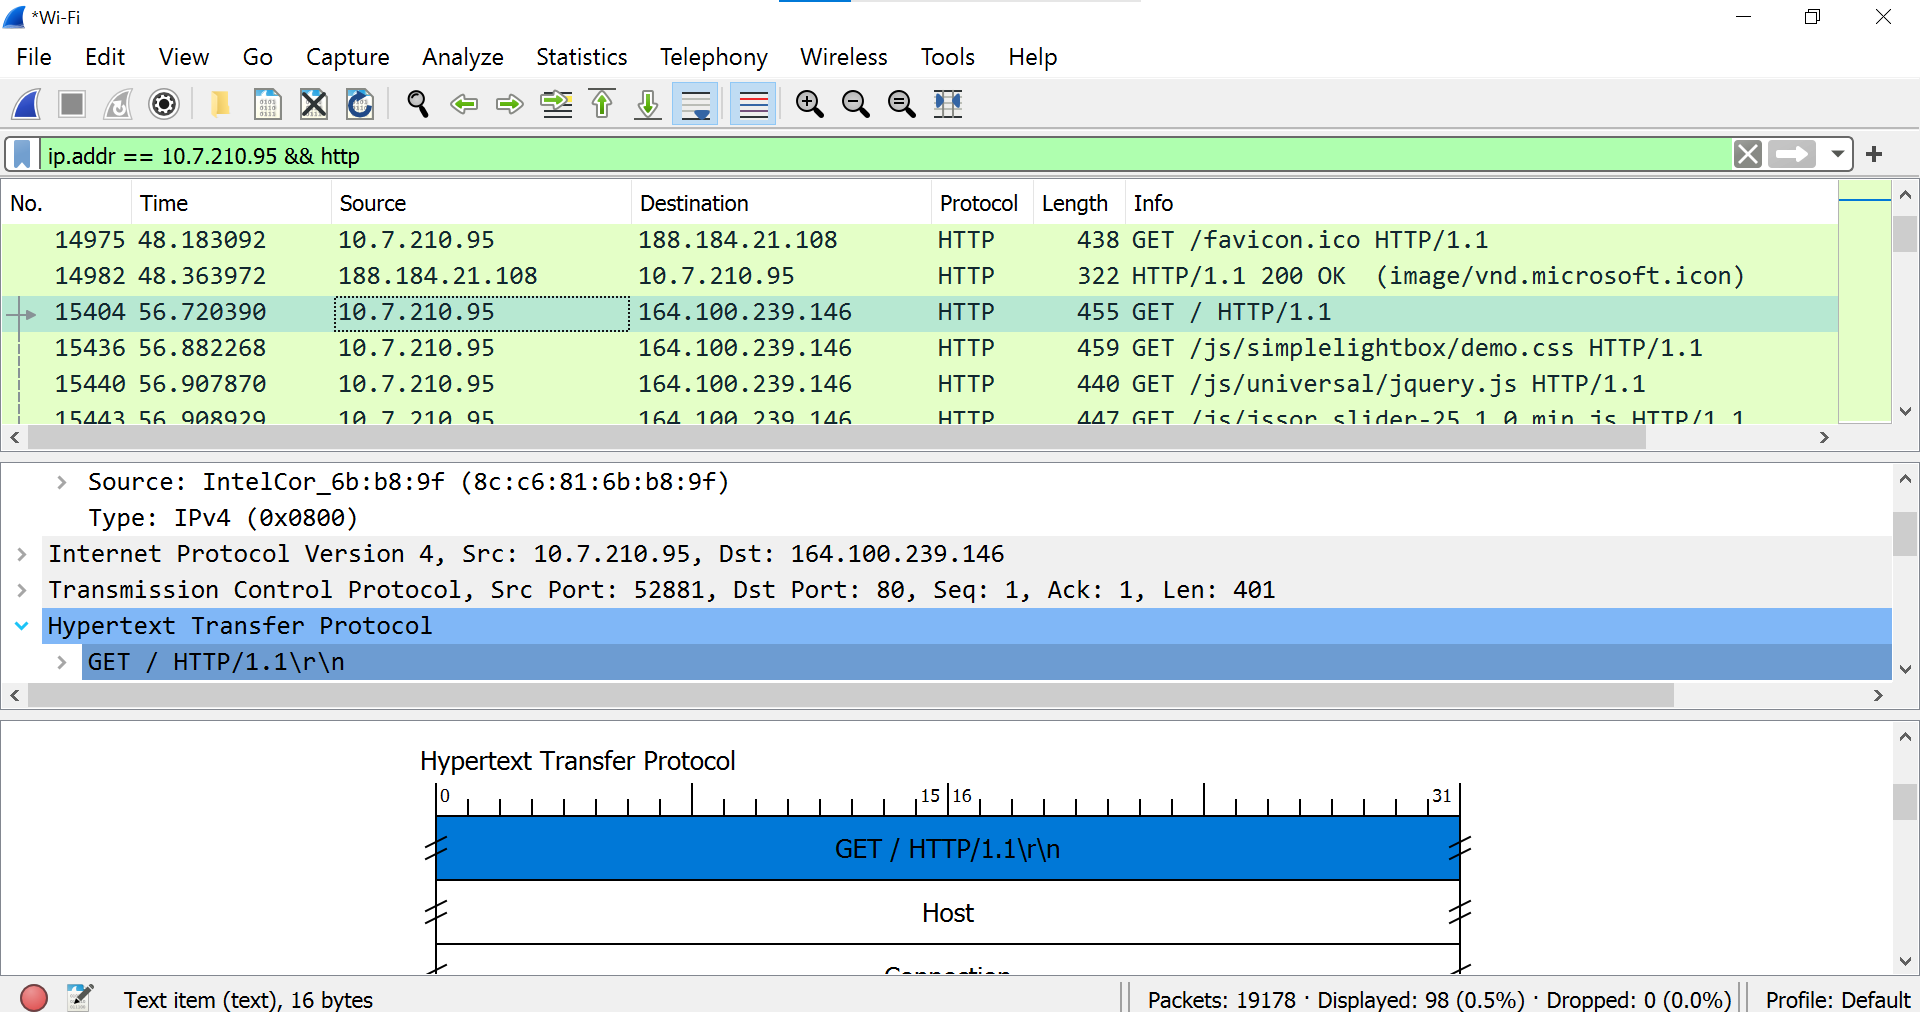 *Wi-Fi
File Edit View Go Capture Analyze Statistics Telephony Wireless Tools Help
ip.addr == 10.7.210.95 && http
No. Time Source Destination Protocol Length Info
14975 48.183092 10.7.210.95 188.184.21.108 HTTP 438 GET /favicon.ico HTTP/1.1
14982 48.363972 188.184.21.108 10.7.210.95 HTTP 322 HTTP/1.1 200 OK (image/vnd.microsoft.icon)
15404 56.720390 10.7.210.95 164.100.239.146 HTTP 455 GET / HTTP/1.1
15436 56.882268 10.7.210.95 164.100.239.146 HTTP 459 GET /js/simplelightbox/demo.css HTTP/1.1
15440 56.907870 10.7.210.95 164.100.239.146 HTTP 440 GET /js/universal/jquery.js HTTP/1.1
15443 56.908929 10.7.210.95 164.100.239.146 HTTP 447 GET /js/jssor.slider-25.1.0.min.js HTTP/1.1
Source: IntelCor_6b:b8:9f (8c:c6:81:6b:b8:9f)
Type: IPv4 (0x0800)
Internet Protocol Version 4, Src: 10.7.210.95, Dst: 164.100.239.146
Transmission Control Protocol, Src Port: 52881, Dst Port: 80, Seq: 1, Ack: 1, Len: 401
Hypertext Transfer Protocol
GET / HTTP/1.1\r\n
Hypertext Transfer Protocol
0 15 16 31
GET / HTTP/1.1\r\n
Host
Connection
Text item (text), 16 bytes
Packets: 19178 · Displayed: 98 (0.5%) · Dropped: 0 (0.0%)
Profile: Default